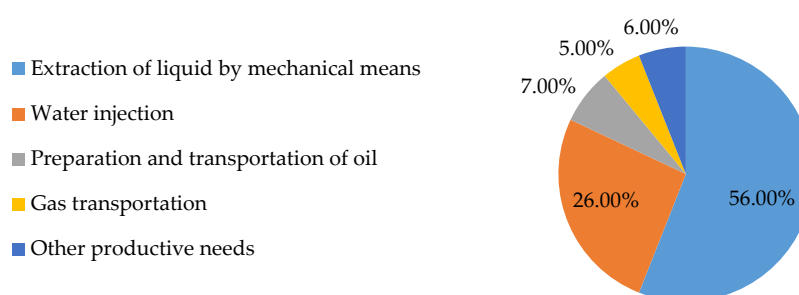 Extraction of liquid by mechanical means
Water injection
Preparation and transportation of oil
Gas transportation
Other productive needs
6.00%
5.00%
7.00%
26.00%
56.00%